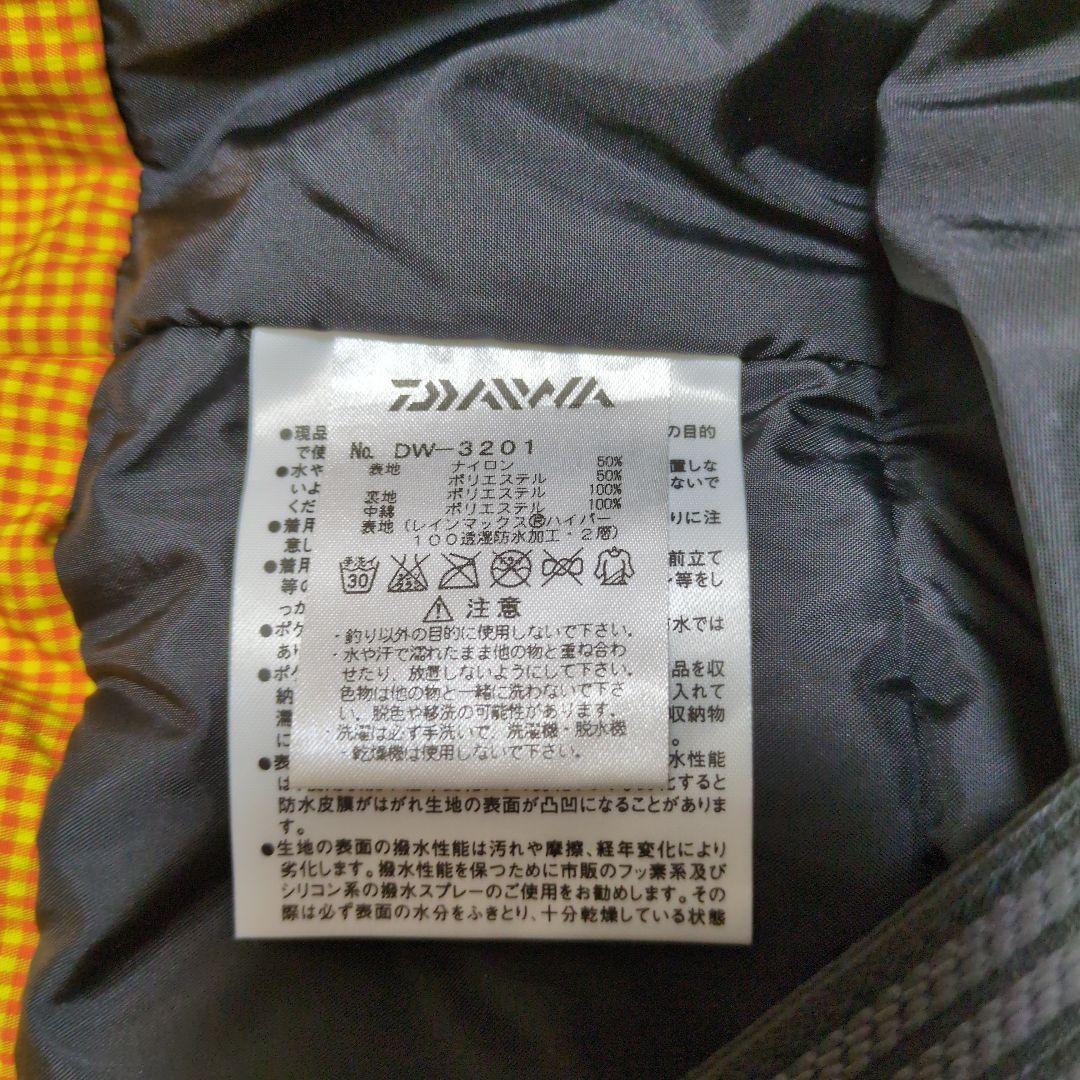 DAIWA
No. DW-3201
表地 ナイロン 50%
ポリエステル 50%
裏地 ポリエステル 100%
中綿 ポリエステル 100%
表地(レインマックス®ハイパー
100透湿防水加工・2層)
手洗イ 30
⚠ 注意
・釣り以外の目的に使用しないで下さい。
・水や汗で濡れたまま他の物と重ね合わ
せたり、放置しないようにして下さい。
色物は他の物と一緒に洗わないで下さ
い。脱色や移洗の可能性があります。
・洗濯は必ず手洗いで、洗濯機・脱水機
・乾燥機は使用しないで下さい。
●現品 の目的
で使
●水や 置しな
いよ ないで
くだ
●着用 りに注
意し
●着用 前立て
等の 等をし
っか
●ポケ 水では
あり
●ポケ 品を収
納 入れて
濡 収納物
に 。
●表 水性能
は 化すると
防水皮膜がはがれ生地の表面が凸凹になることがありま
す。
●生地の表面の撥水性能は汚れや摩擦、経年変化により
劣化します。撥水性能を保つために市販のフッ素系及び
シリコン系の撥水スプレーのご使用をお勧めします。その
際は必ず表面の水分をふきとり、十分乾燥している状態